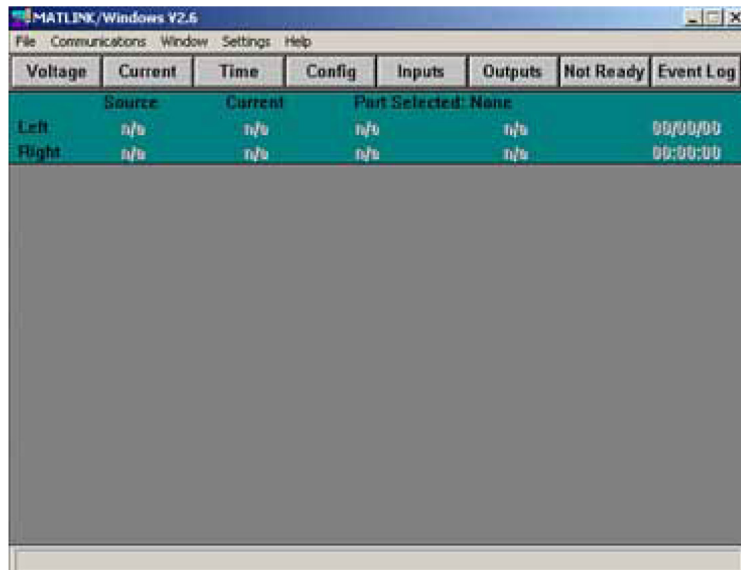 MATLINK/Windows V2.6
File Communications Window Settings Help
Voltage Current Time Config Inputs Outputs Not Ready Event Log
Source Current Port Selected: None
Left n/a n/a n/a n/a 00/00/00
Right n/a n/a n/a n/a 00:00:00